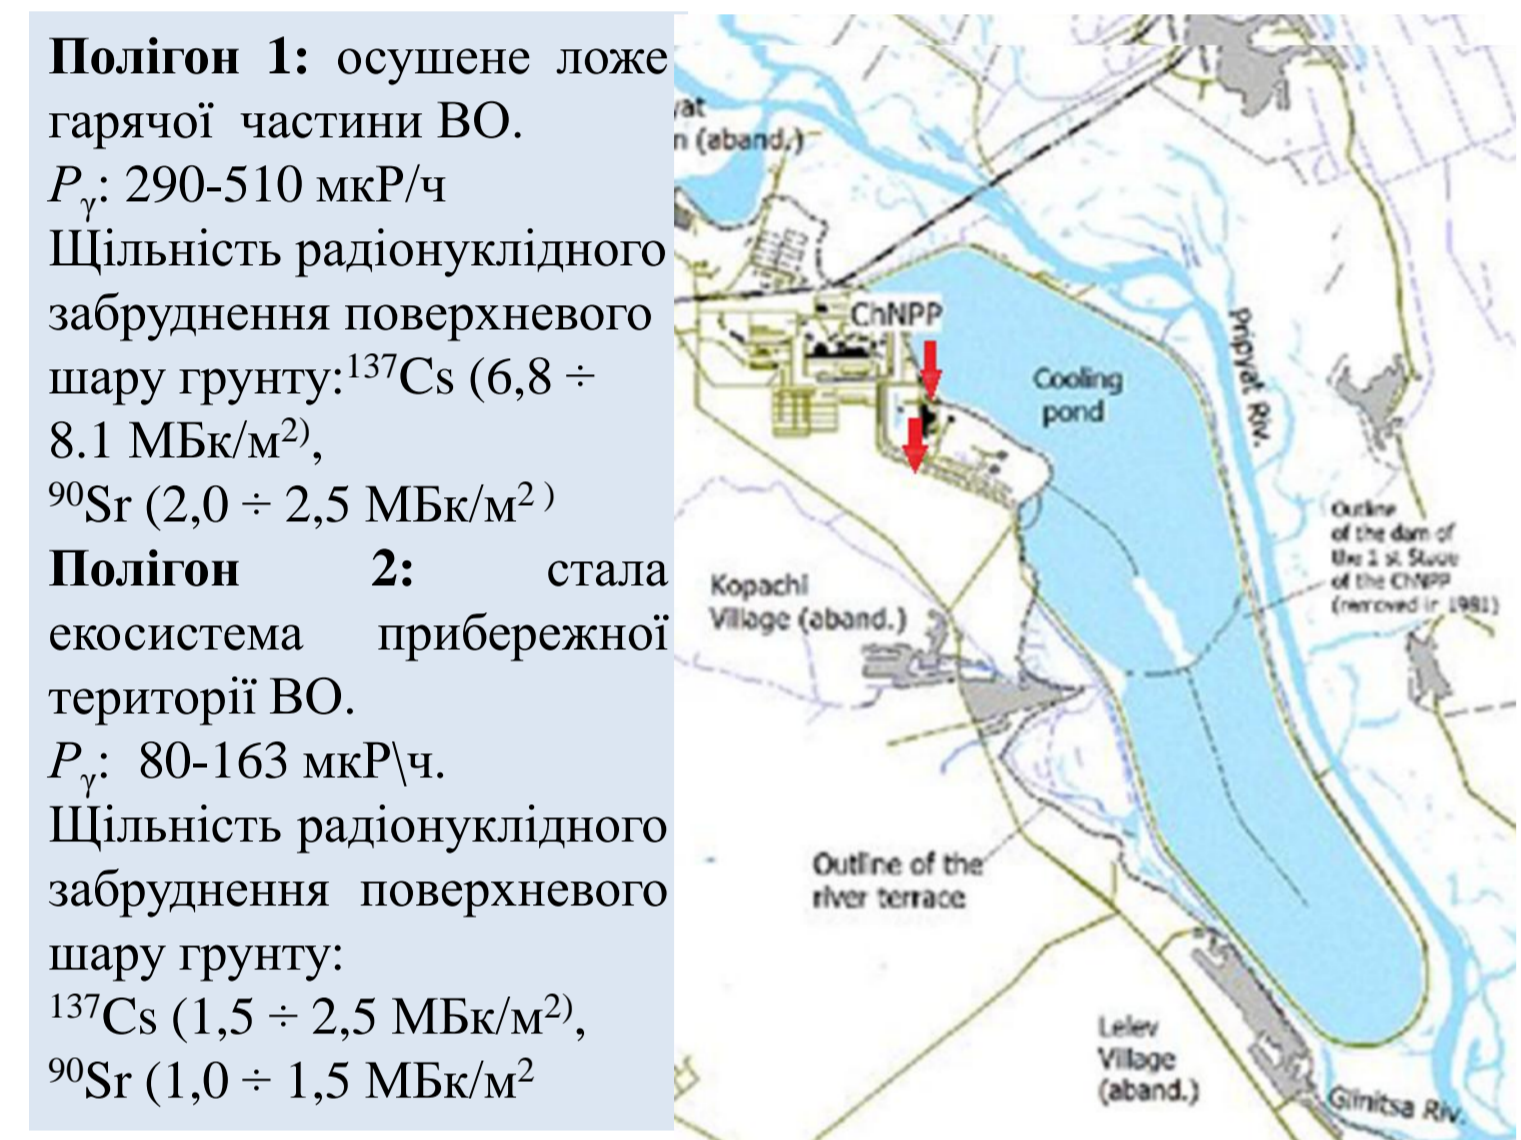 Полігон 1: осушене ложе
гарячої частини ВО.
Pγ: 290-510 мкР/ч
Щільність радіонуклідного
забруднення поверхневого
шару грунту:¹³⁷Cs (6,8 ÷
8.1 МБк/м²⁾,
⁹⁰Sr (2,0 ÷ 2,5 МБк/м² ⁾
Полігон 2: стала
екосистема прибережної
території ВО.
Pγ: 80-163 мкР\ч.
Щільність радіонуклідного
забруднення поверхневого
шару грунту:
¹³⁷Cs (1,5 ÷ 2,5 МБк/м²⁾,
⁹⁰Sr (1,0 ÷ 1,5 МБк/м²
yat
n (aband.)
ChNPP
Cooling
pond
Pripyat Riv.
Outline
of the dam of
the 1 st Stage
of the ChNPP
(removed in 1981)
Kopachi
Village (aband.)
Outline of the
river terrace
Lelev
Village
(aband.)
Glinitsa Riv.